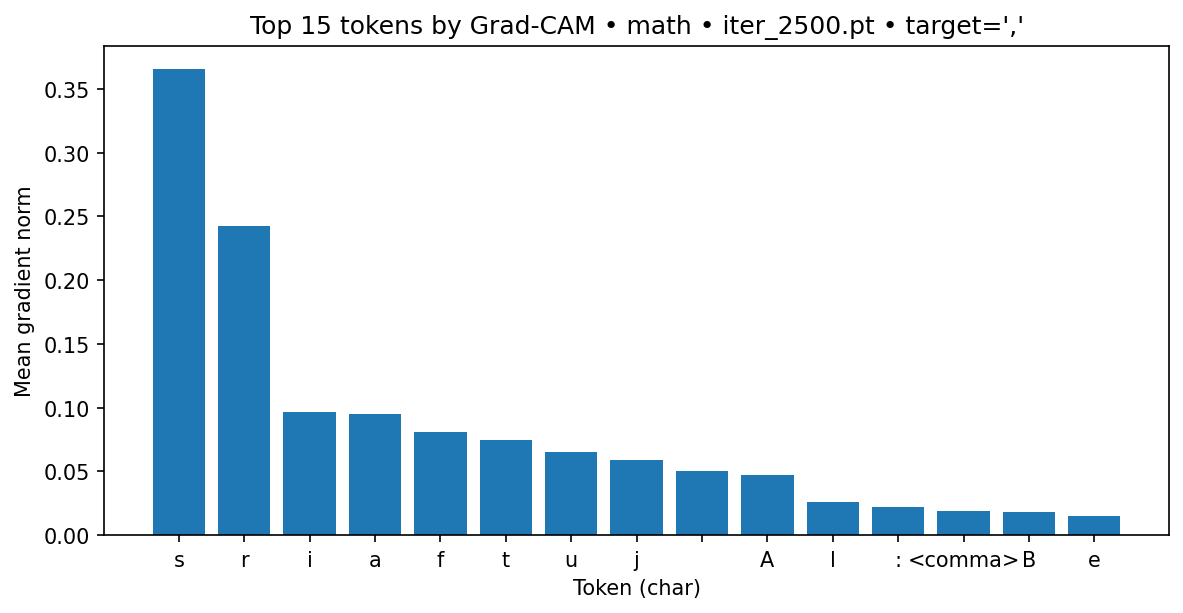 Top 15 tokens by Grad-CAM • math • iter_2500.pt • target=','
Mean gradient norm
0.35
0.30
0.25
0.20
0.15
0.10
0.05
0.00
s r i a f t u j A l : <comma> B e
Token (char)